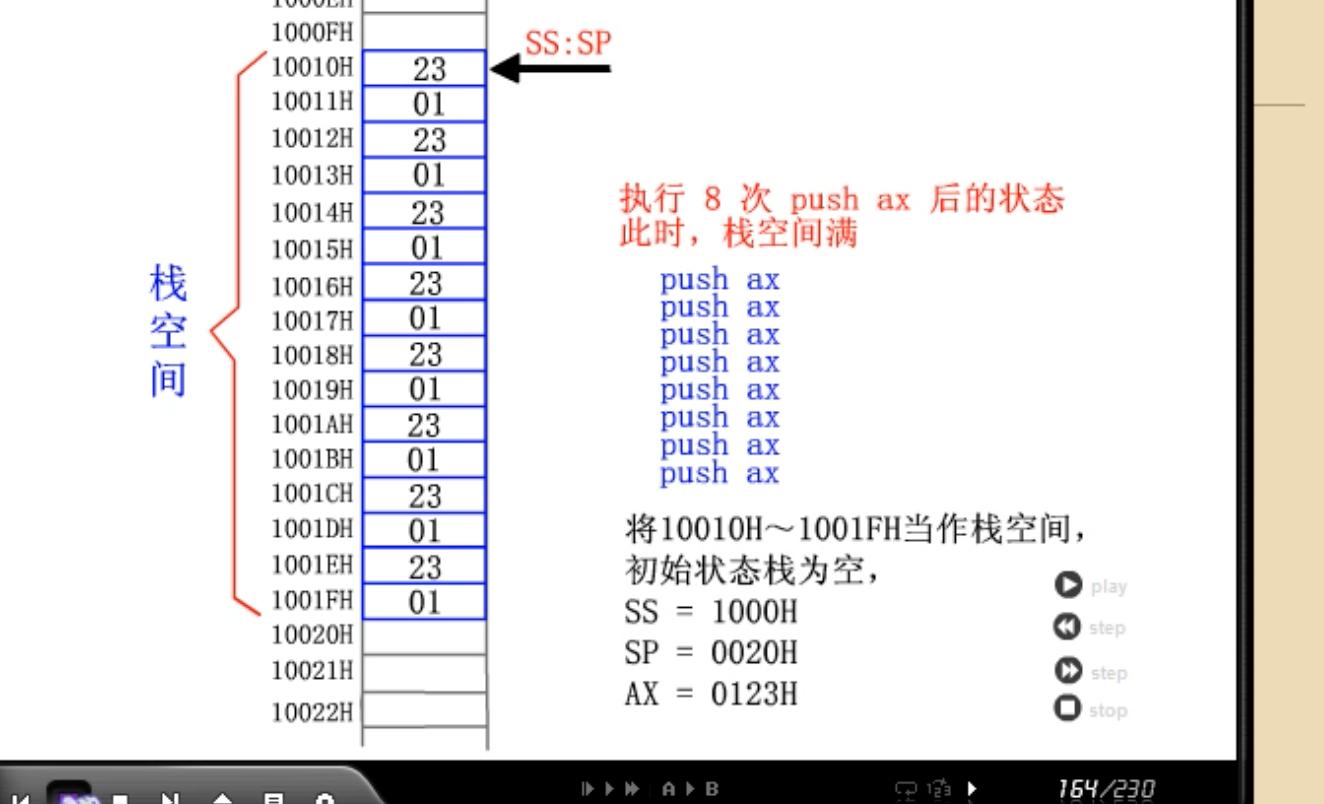 1000FH
SS:SP
10010H 23
10011H 01
10012H 23
10013H 01
10014H 23
10015H 01
10016H 23
10017H 01
10018H 23
10019H 01
1001AH 23
1001BH 01
1001CH 23
1001DH 01
1001EH 23
1001FH 01
10020H
10021H
10022H
栈空间
执行 8 次 push ax 后的状态
此时，栈空间满
push ax
push ax
push ax
push ax
push ax
push ax
push ax
push ax
将10010H～1001FH当作栈空间，
初始状态栈为空，
SS = 1000H
SP = 0020H
AX = 0123H
play
step
step
stop
A B
123
164/230